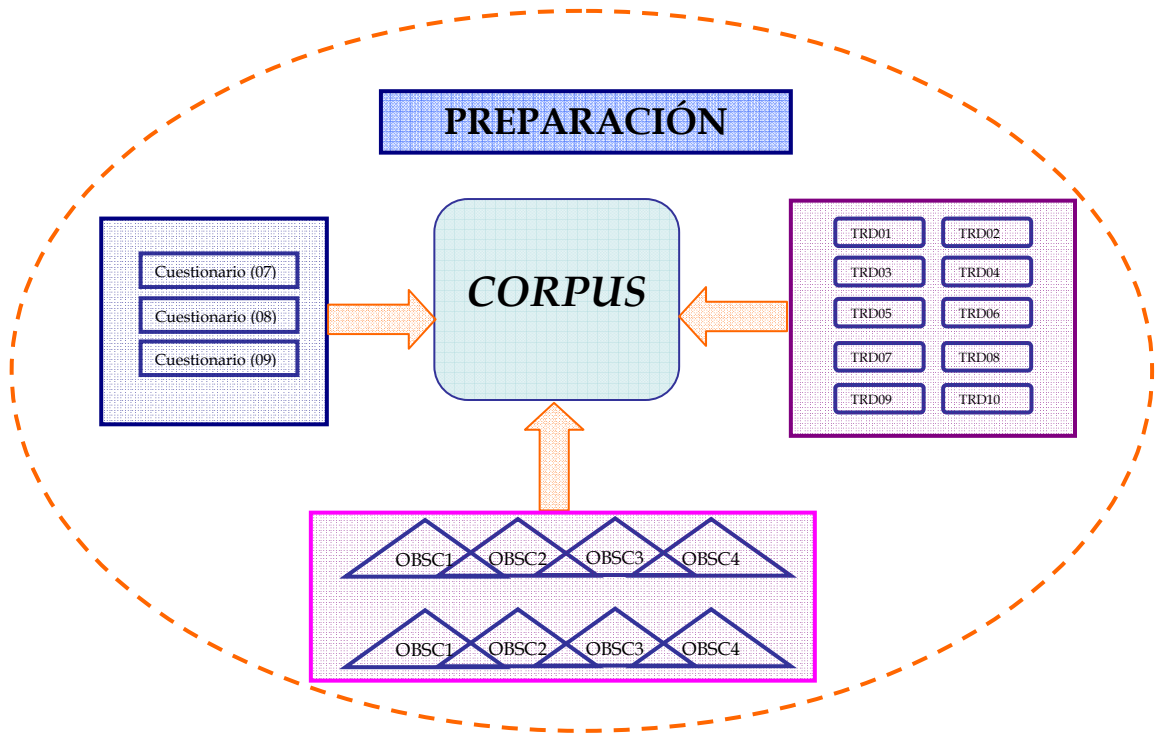 PREPARACIÓN
Cuestionario (07)
Cuestionario (08)
Cuestionario (09)
CORPUS
TRD01 TRD02
TRD03 TRD04
TRD05 TRD06
TRD07 TRD08
TRD09 TRD10
OBSC1 OBSC2 OBSC3 OBSC4
OBSC1 OBSC2 OBSC3 OBSC4